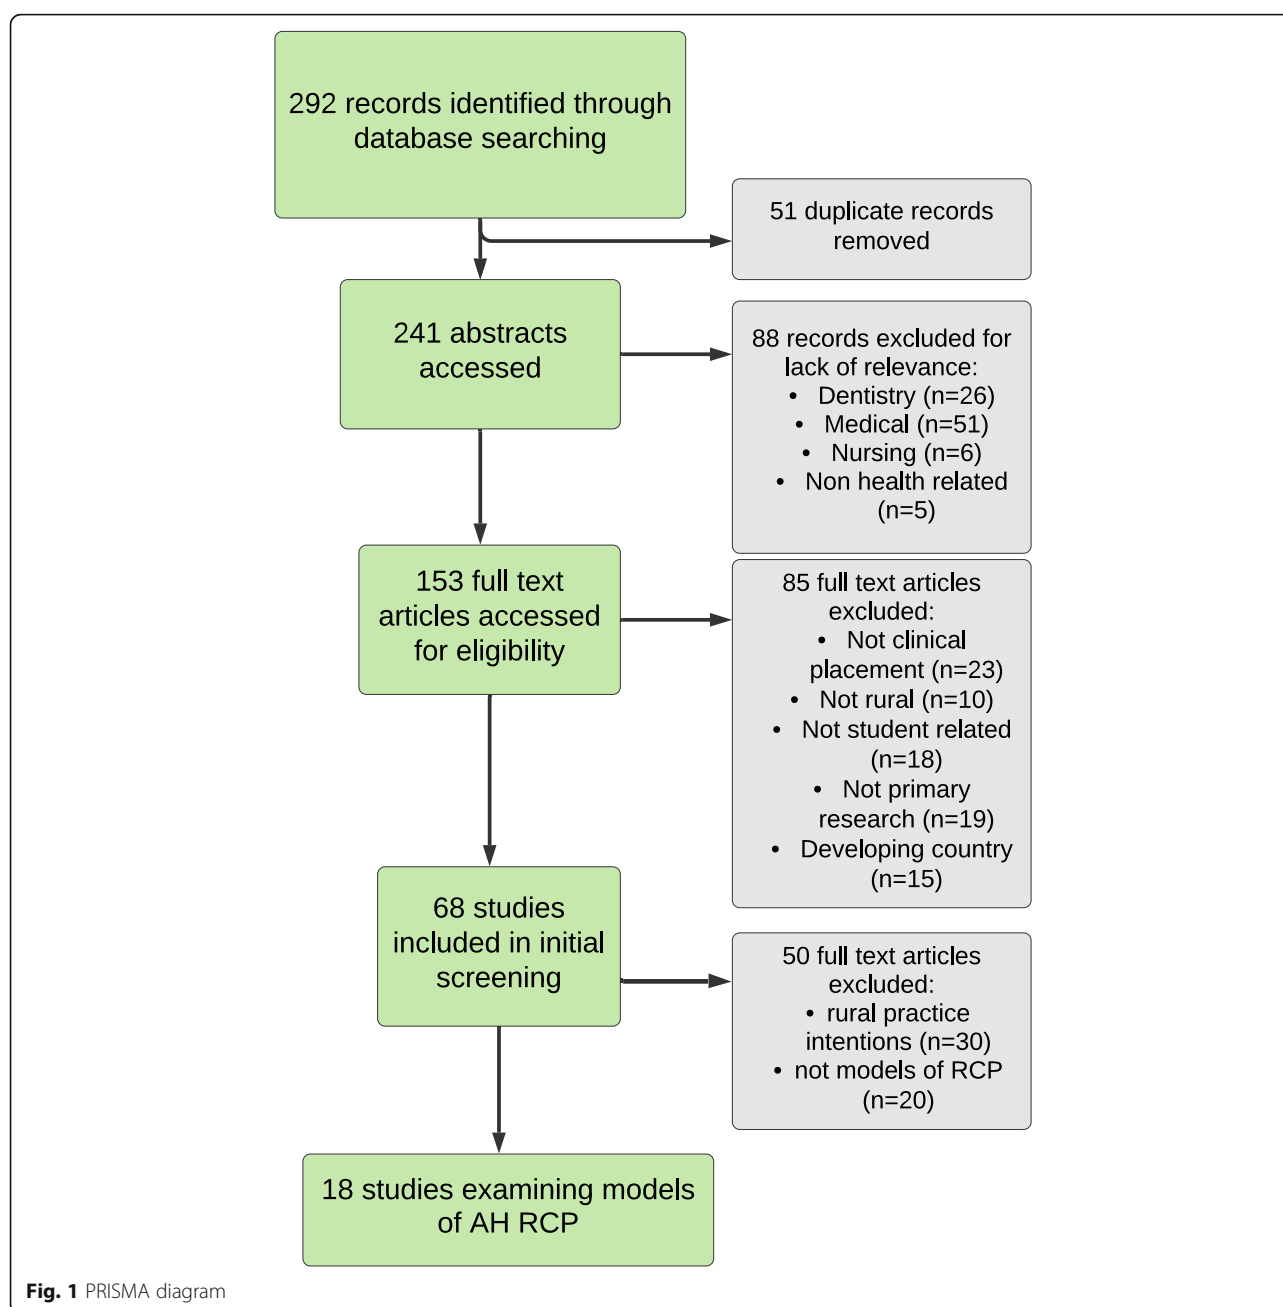 292 records identified through
database searching
51 duplicate records
removed
241 abstracts
accessed
88 records excluded for
lack of relevance:
• Dentistry (n=26)
• Medical (n=51)
• Nursing (n=6)
• Non health related
(n=5)
153 full text
articles accessed
for eligibility
85 full text articles
excluded:
• Not clinical
placement (n=23)
• Not rural (n=10)
• Not student related
(n=18)
• Not primary
research (n=19)
• Developing country
(n=15)
68 studies
included in initial
screening
50 full text articles
excluded:
• rural practice
intentions (n=30)
• not models of RCP
(n=20)
18 studies examining models
of AH RCP
Fig. 1 PRISMA diagram